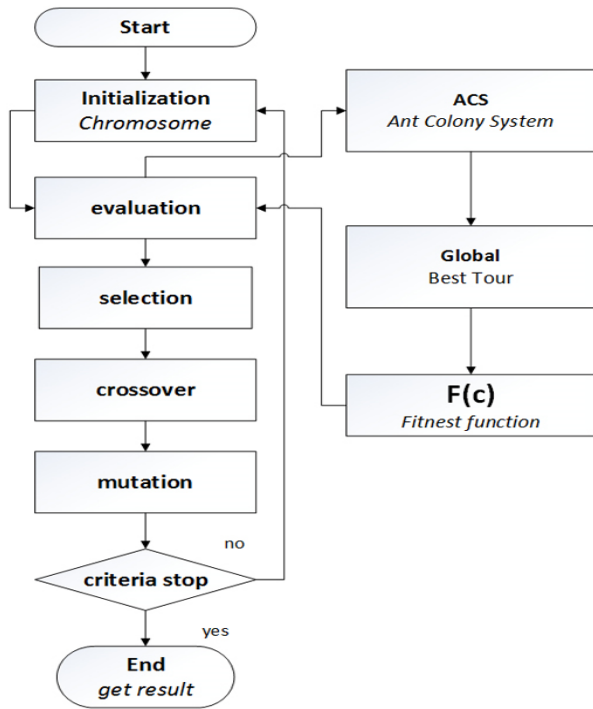 Start
Initialization
Chromosome
evaluation
selection
crossover
mutation
no
criteria stop
yes
End
get result
ACS
Ant Colony System
Global
Best Tour
F(c)
Fitnest function